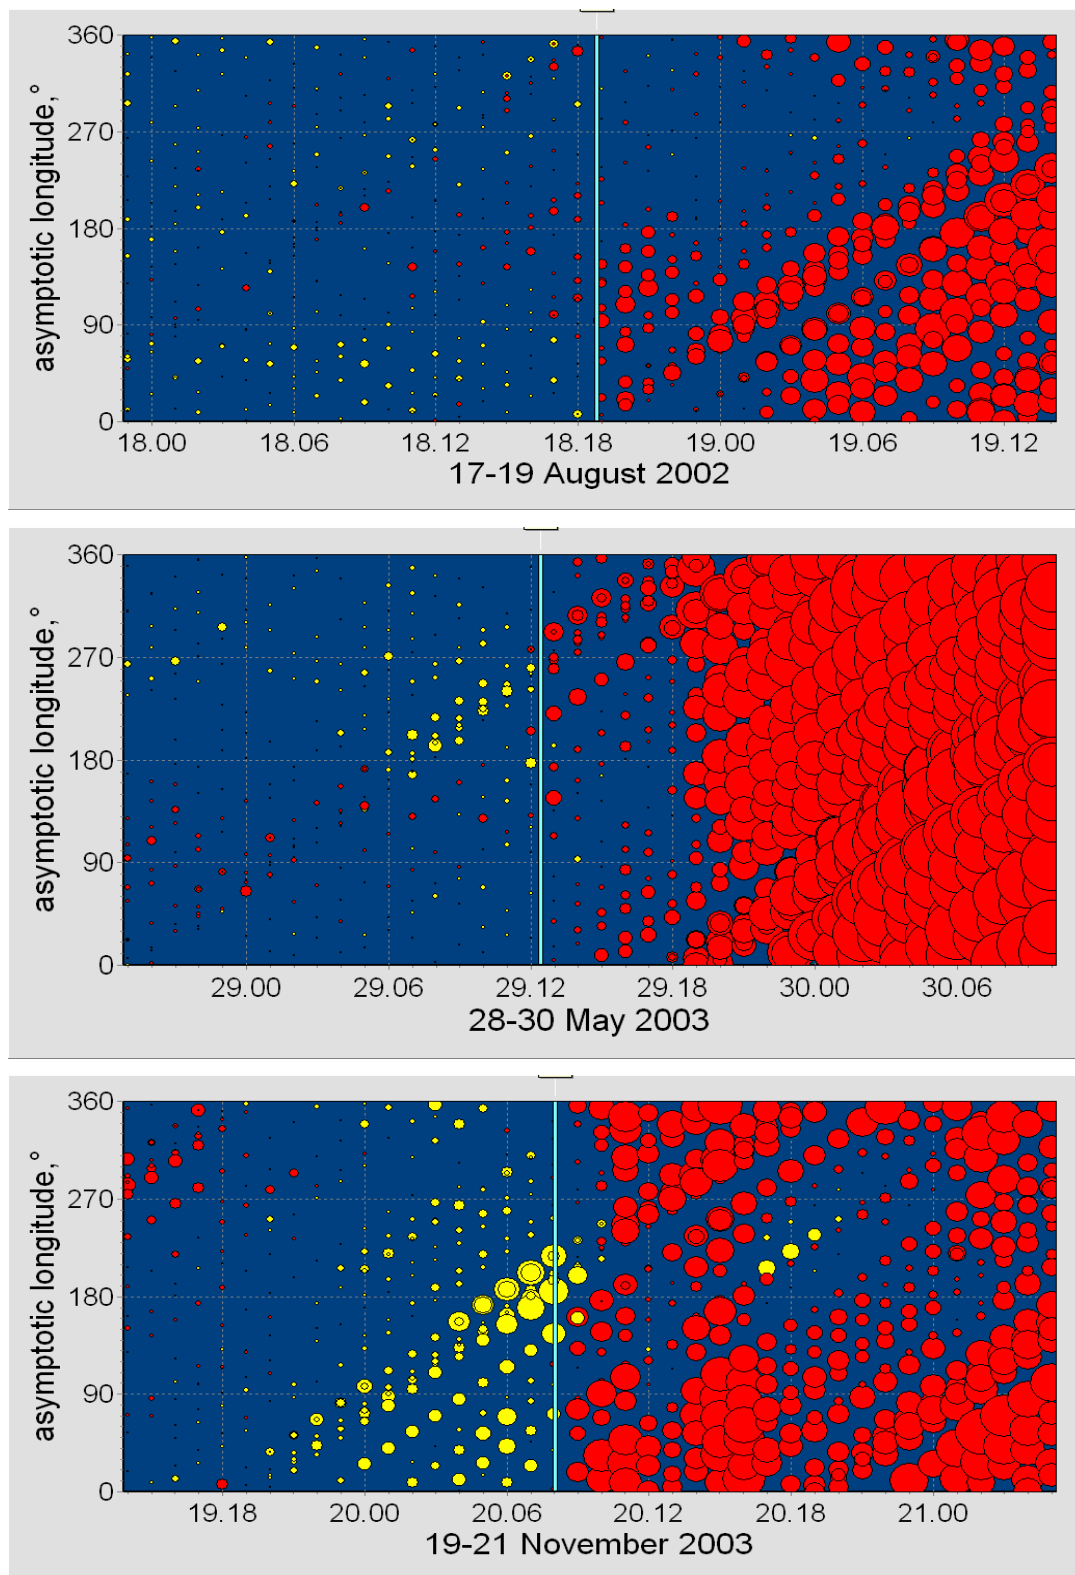 asymptotic longitude,°
360
270
180
90
0
18.00 18.06 18.12 18.18 19.00 19.06 19.12
17-19 August 2002
asymptotic longitude,°
360
270
180
90
0
29.00 29.06 29.12 29.18 30.00 30.06
28-30 May 2003
asymptotic longitude,°
360
270
180
90
0
19.18 20.00 20.06 20.12 20.18 21.00
19-21 November 2003